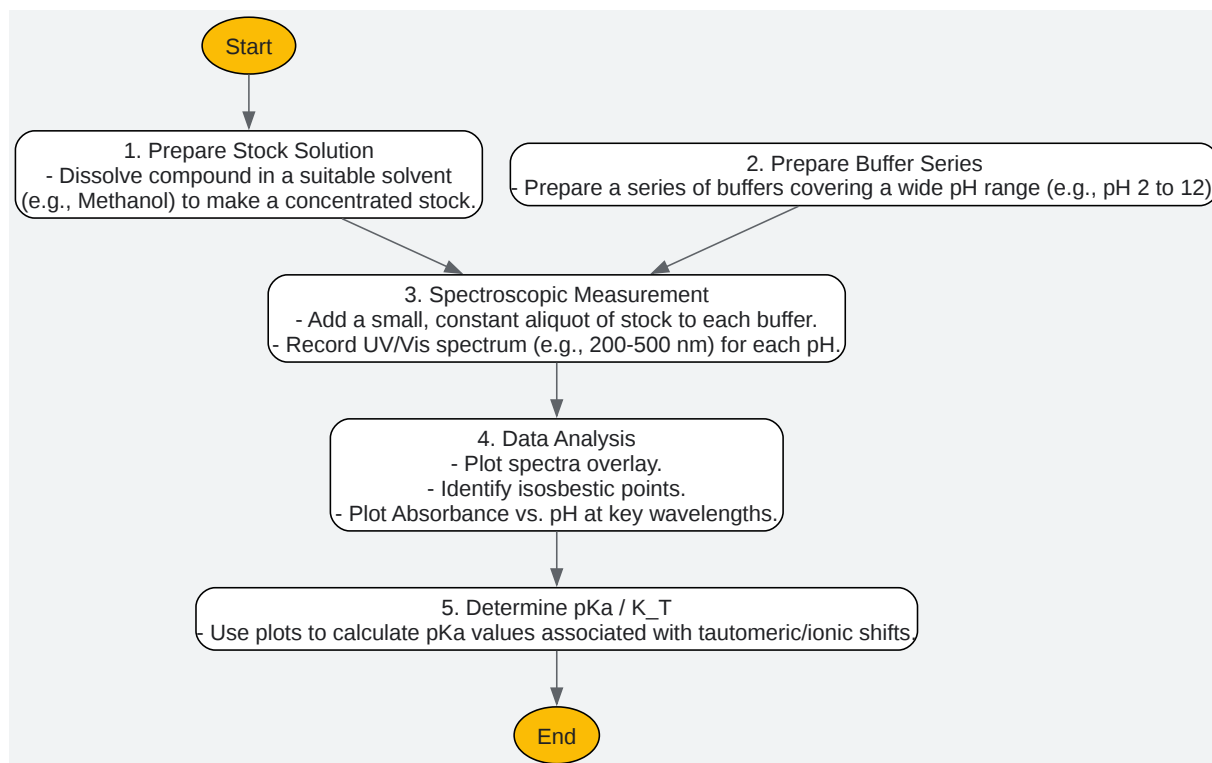 Start
1. Prepare Stock Solution
- Dissolve compound in a suitable solvent
(e.g., Methanol) to make a concentrated stock.
2. Prepare Buffer Series
- Prepare a series of buffers covering a wide pH range (e.g., pH 2 to 12)
3. Spectroscopic Measurement
- Add a small, constant aliquot of stock to each buffer.
- Record UV/Vis spectrum (e.g., 200-500 nm) for each pH.
4. Data Analysis
- Plot spectra overlay.
- Identify isosbestic points.
- Plot Absorbance vs. pH at key wavelengths.
5. Determine pKa / K_T
- Use plots to calculate pKa values associated with tautomeric/ionic shifts.
End